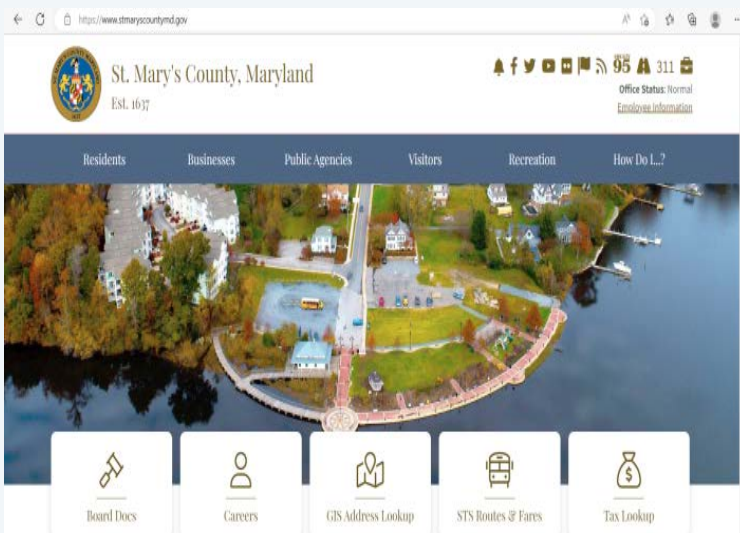 https://www.stmaryscountymd.gov
St. Mary's County, Maryland
Est. 1637
95
311
Office Status: Normal
Employee Information
Residents Businesses Public Agencies Visitors Recreation How Do I...?
Board Docs Careers GIS Address Lookup STS Routes & Fares Tax Lookup